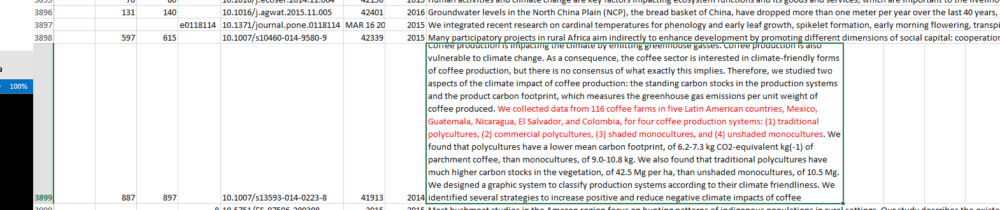 3896 131 140 10.1016/j.agwat.2015.11.005 42401 2016 Groundwater levels in the North China Plain (NCP), the bread basket of China, have dropped more than one meter per year over the last 40 years,
3897 e0118114 10.1371/journal.pone.0118114 MAR 16 20 2015 We integrated recent research on cardinal temperatures for phenology and early leaf growth, spikelet formation, early morning flowering, transpi
3898 597 615 10.1007/s10460-014-9580-9 42339 2015 Many participatory projects in rural Africa aim indirectly to enhance development by promoting different dimensions of social capital: cooperation
Coffee production is impacting the climate by emitting greenhouse gasses. Coffee production is also
vulnerable to climate change. As a consequence, the coffee sector is interested in climate-friendly forms
of coffee production, but there is no consensus of what exactly this implies. Therefore, we studied two
100% aspects of the climate impact of coffee production: the standing carbon stocks in the production systems
and the product carbon footprint, which measures the greenhouse gas emissions per unit weight of
coffee produced. We collected data from 116 coffee farms in five Latin American countries, Mexico,
Guatemala, Nicaragua, El Salvador, and Colombia, for four coffee production systems: (1) traditional
polycultures, (2) commercial polycultures, (3) shaded monocultures, and (4) unshaded monocultures. We
found that polycultures have a lower mean carbon footprint, of 6.2-7.3 kg CO2-equivalent kg(-1) of
parchment coffee, than monocultures, of 9.0-10.8 kg. We also found that traditional polycultures have
much higher carbon stocks in the vegetation, of 42.5 Mg per ha, than unshaded monocultures, of 10.5 Mg.
We designed a graphic system to classify production systems according to their climate friendliness. We
3899 887 897 10.1007/s13593-014-0223-8 41913 2014 identified several strategies to increase positive and reduce negative climate impacts of coffee